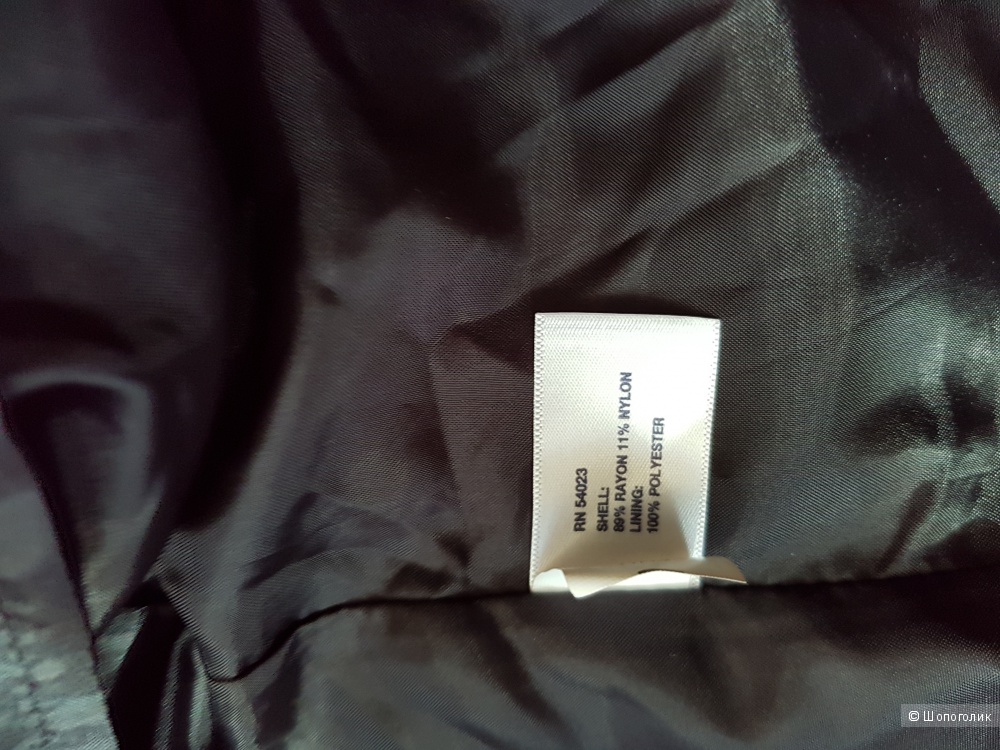 RN 54023
SHELL:
89% RAYON 11% NYLON
LINING:
100% POLYESTER
© Шопоголик